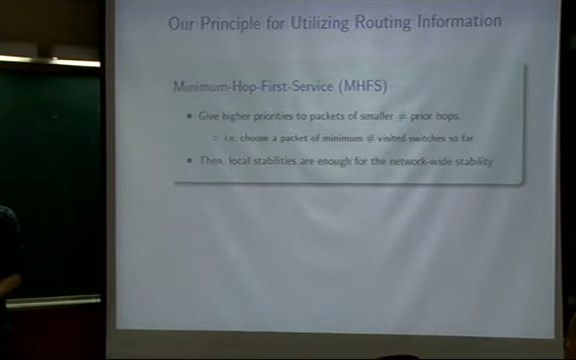 Our Principle for Utilizing Routing Information
Minimum-Hop-First-Service (MHFS)
Give higher priorities to packets of smaller # prior hops.
i.e. choose a packet of minimum # visited switches so far
Then, local stabilities are enough for the network-wide stability